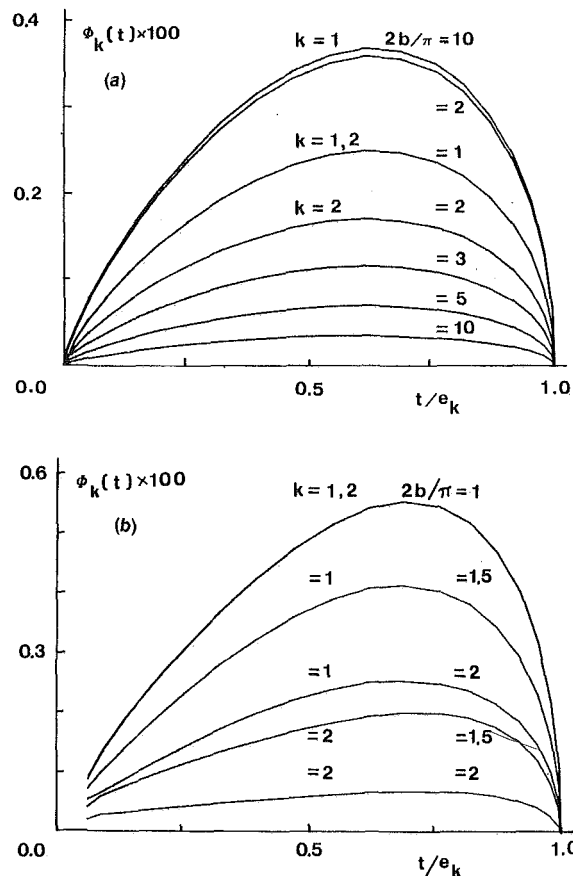 ϕk(t)×100
k=1 2b/π=10
(a)
0.4
=2
k=1,2 =1
k=2 =2
0.2
=3
=5
=10
0.0 0.5 1.0
t/ek
0.6
ϕk(t)×100
k=1,2 2b/π=1
(b)
=1 =1,5
0.3
=1 =2
=2 =1,5
=2 =2
0.0 0.5 1.0
t/ek